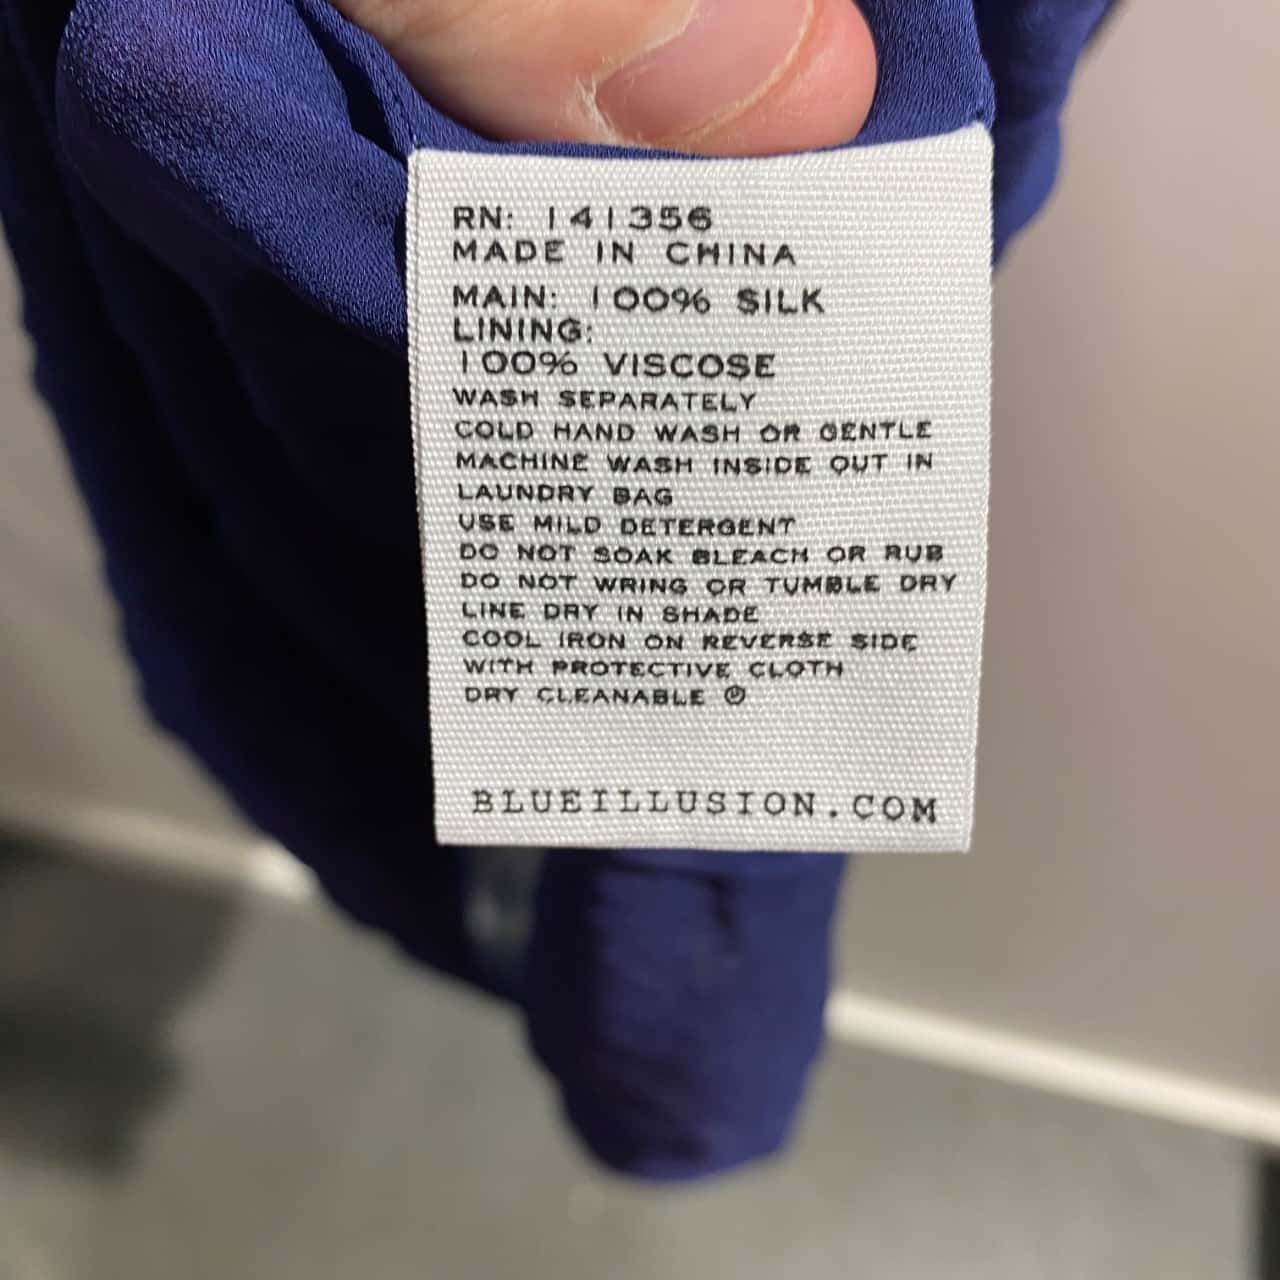 RN: 141356
MADE IN CHINA
MAIN: 100% SILK
LINING:
100% VISCOSE
WASH SEPARATELY
COLD HAND WASH OR GENTLE
MACHINE WASH INSIDE OUT IN
LAUNDRY BAG
USE MILD DETERGENT
DO NOT SOAK BLEACH OR RUB
DO NOT WRING OR TUMBLE DRY
LINE DRY IN SHADE
COOL IRON ON REVERSE SIDE
WITH PROTECTIVE CLOTH
DRY CLEANABLE Ⓟ
BLUEILLUSION.COM